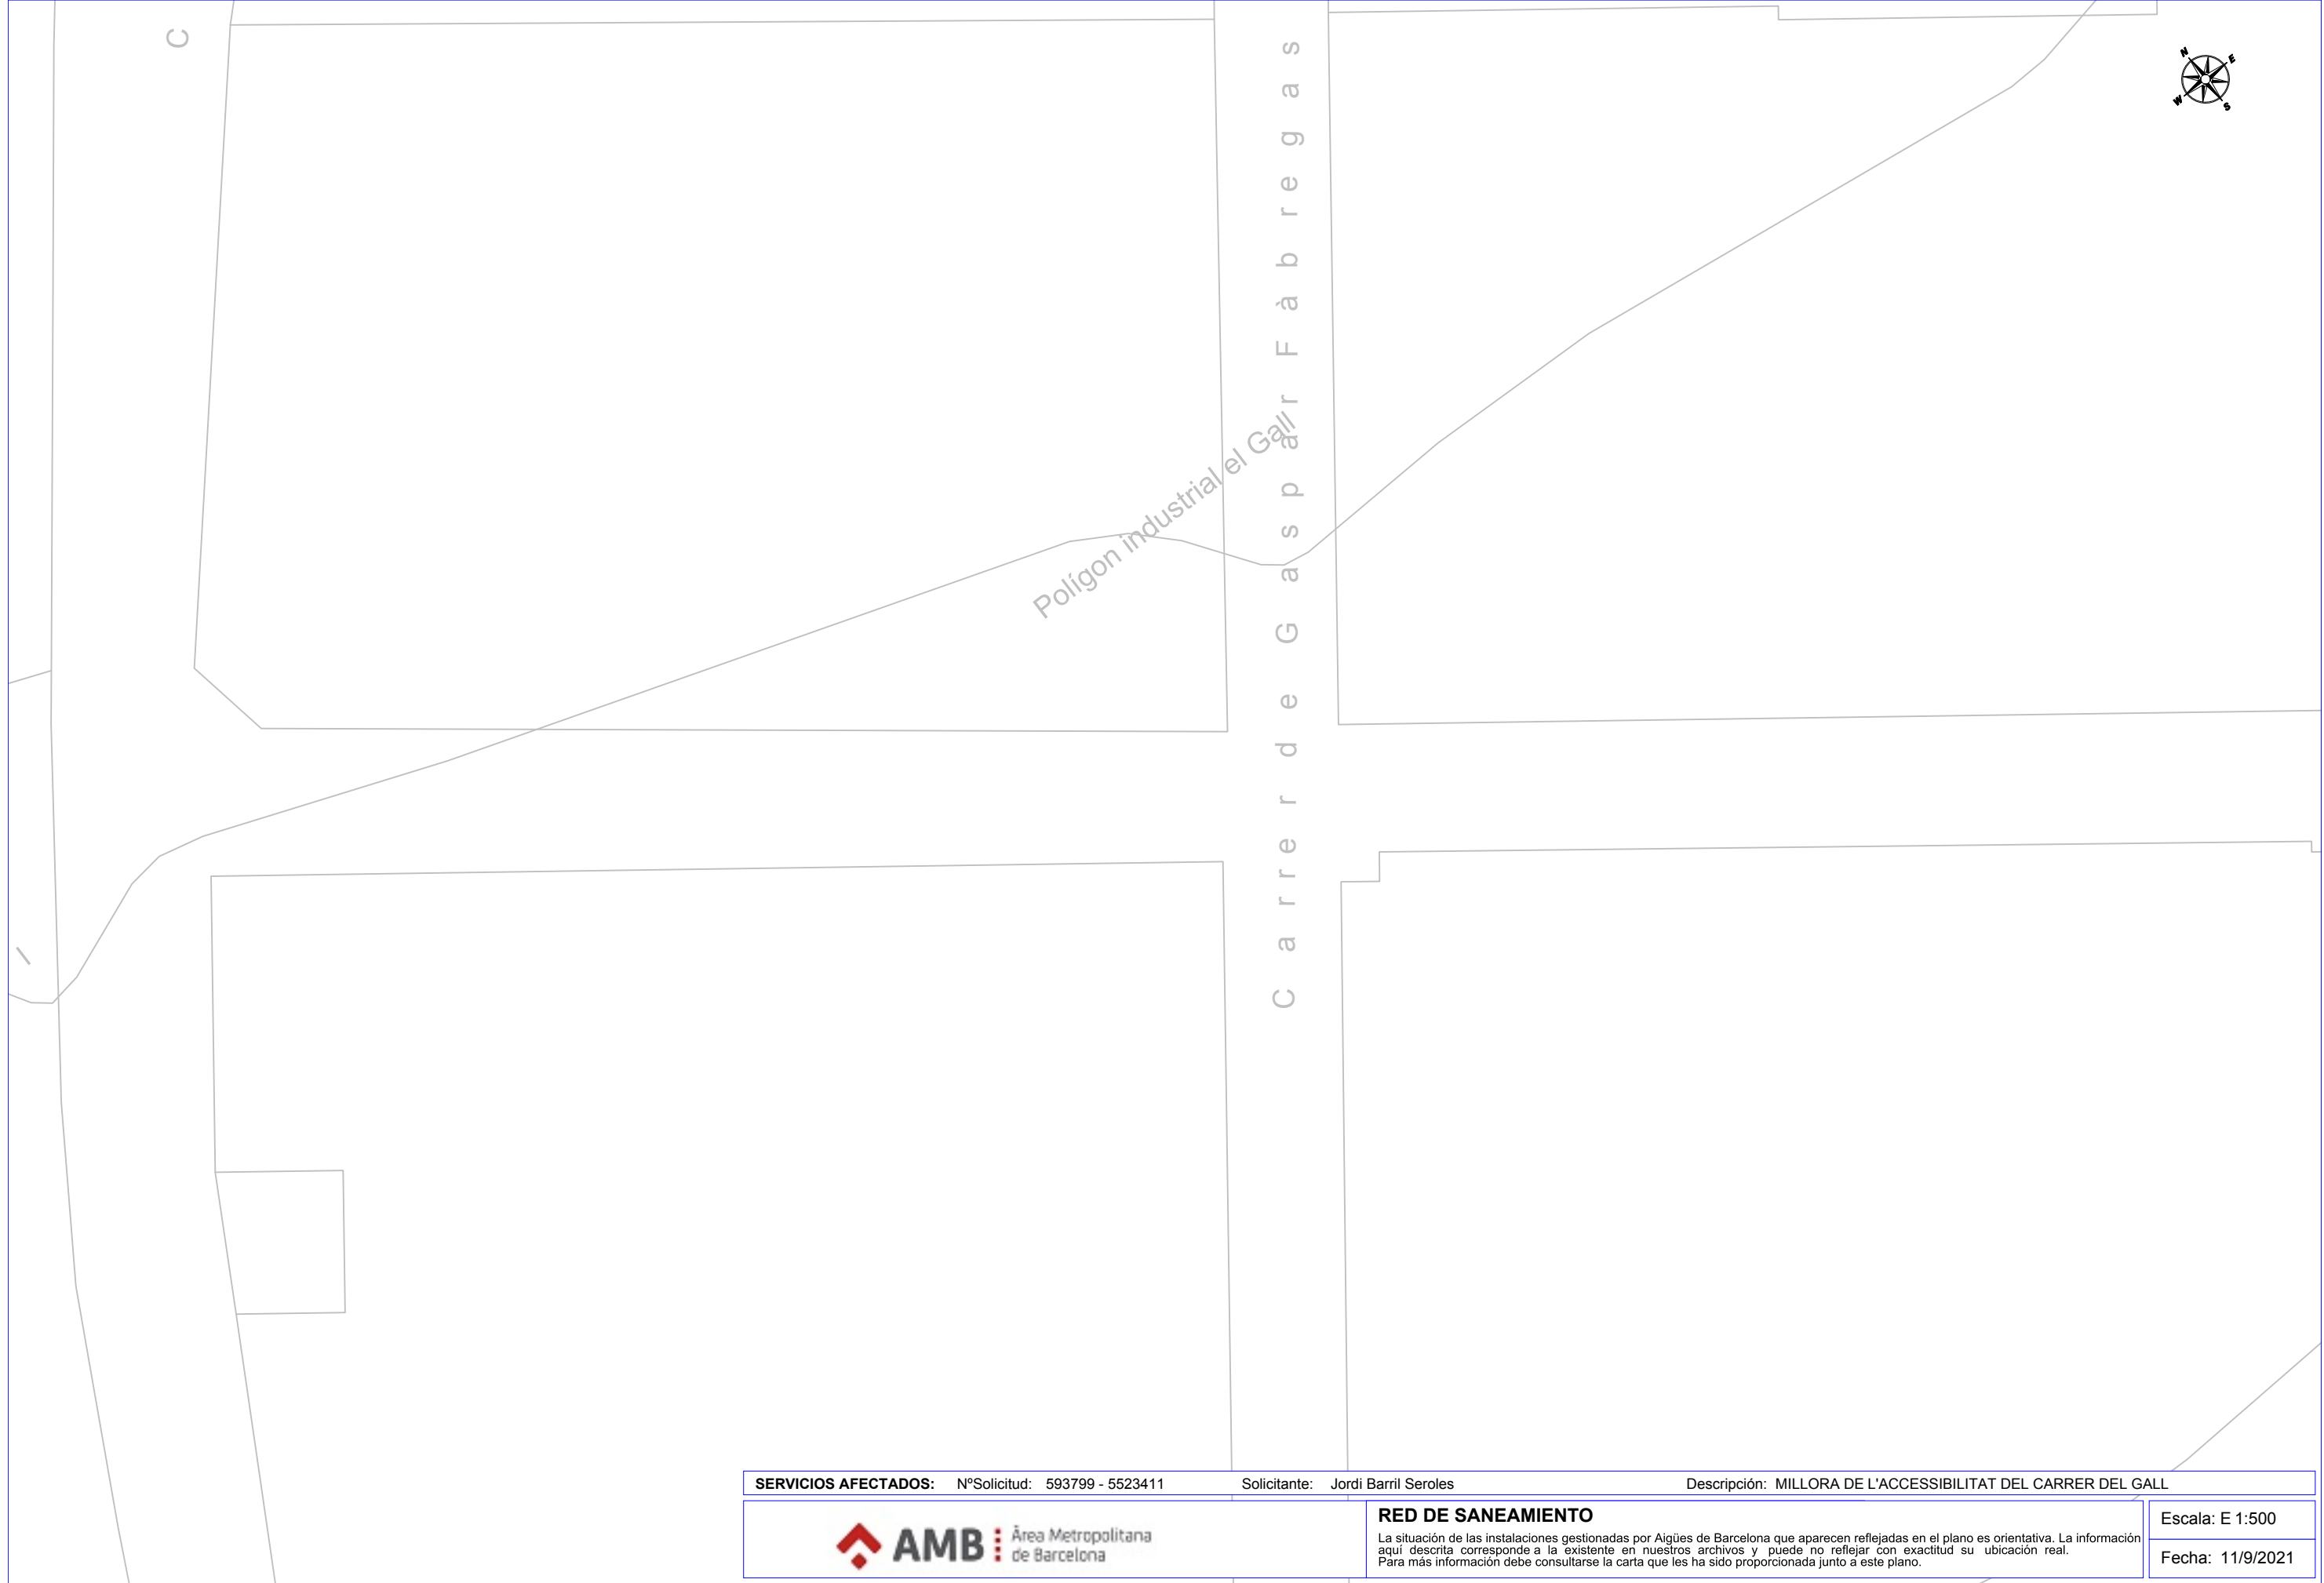 C
Carrer de Gaspar Fàbregas
N
E
W
S
Polígon industrial el Gall
l
SERVICIOS AFECTADOS: NºSolicitud: 593799 - 5523411 Solicitante: Jordi Barril Seroles Descripción: MILLORA DE L'ACCESSIBILITAT DEL CARRER DEL GALL
AMB Àrea Metropolitana
de Barcelona
RED DE SANEAMIENTO
La situación de las instalaciones gestionadas por Aigües de Barcelona que aparecen reflejadas en el plano es orientativa. La información
aquí descrita corresponde a la existente en nuestros archivos y puede no reflejar con exactitud su ubicación real.
Para más información debe consultarse la carta que les ha sido proporcionada junto a este plano.
Escala: E 1:500
Fecha: 11/9/2021